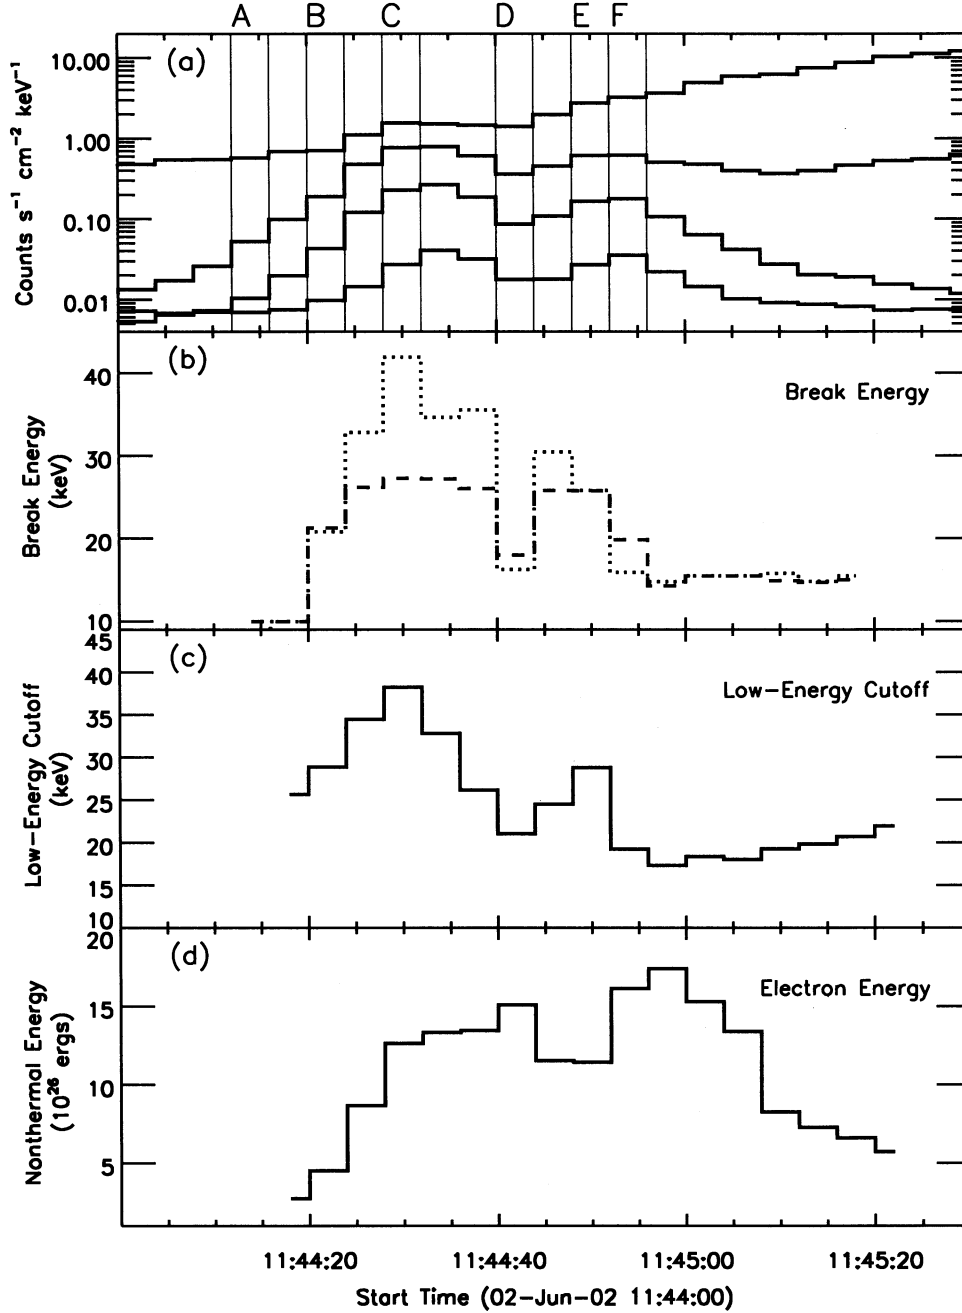 A B C D E F
(a)
10.00
1.00
0.10
0.01
Counts s⁻¹ cm⁻² keV⁻¹
(b)
Break Energy
40
30
20
10
Break Energy
(keV)
(c)
Low-Energy Cutoff
45
40
35
30
25
20
15
10
Low-Energy Cutoff
(keV)
(d)
Electron Energy
20
15
10
5
Nonthermal Energy
(10²⁶ ergs)
11:44:20 11:44:40 11:45:00 11:45:20
Start Time (02-Jun-02 11:44:00)